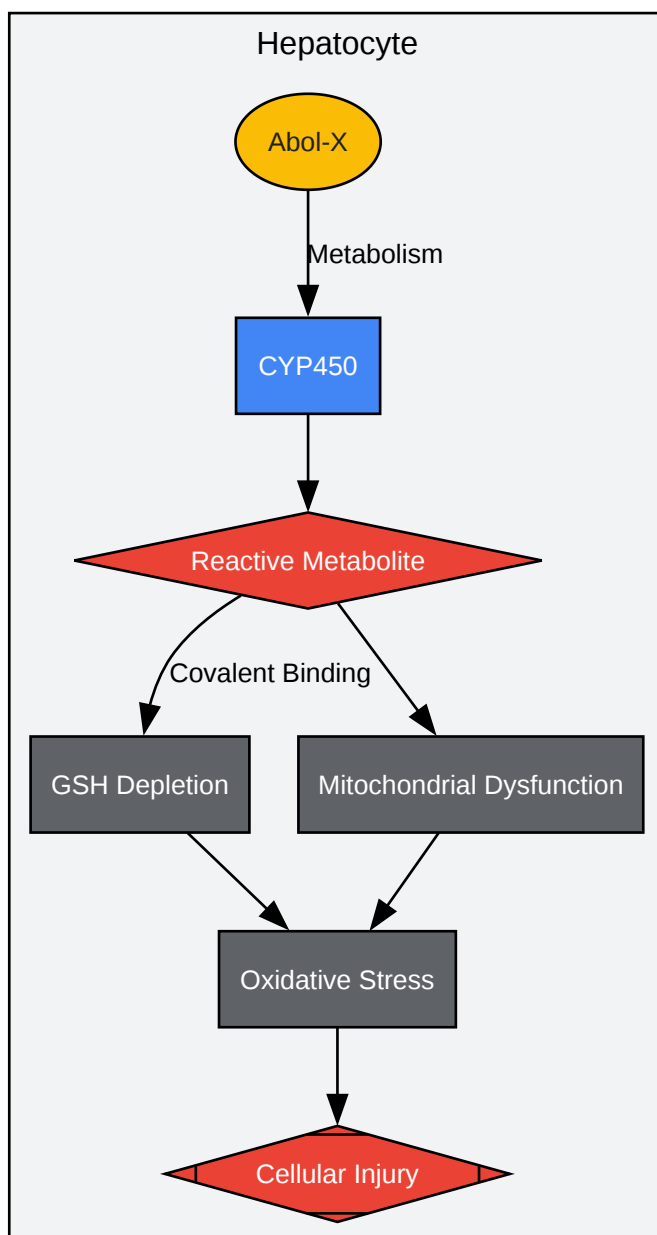 Hepatocyte
Abol-X
Metabolism
CYP450
Reactive Metabolite
Covalent Binding
GSH Depletion
Mitochondrial Dysfunction
Oxidative Stress
Cellular Injury